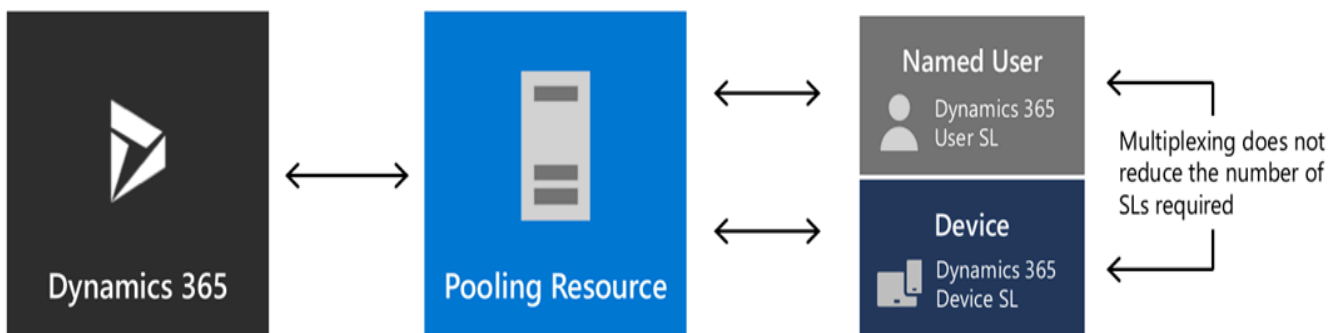 Dynamics 365
Pooling Resource
Named User
Dynamics 365
User SL
Device
Dynamics 365
Device SL
Multiplexing does not
reduce the number of
SLs required